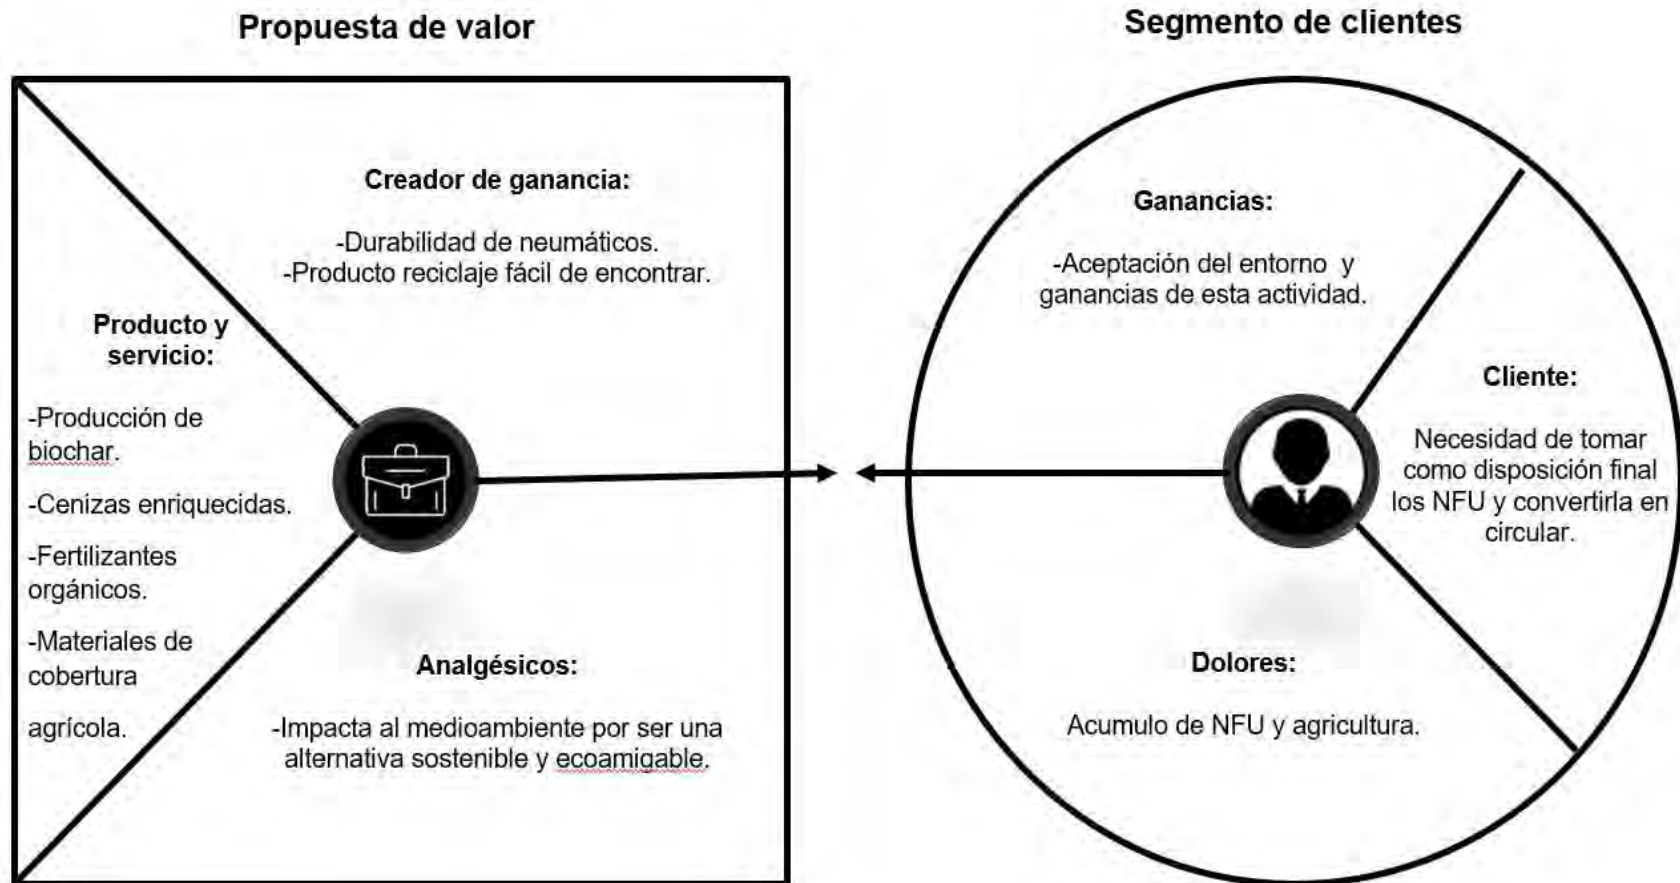 Propuesta de valor
Segmento de clientes
Creador de ganancia:
-Durabilidad de neumáticos.
-Producto reciclaje fácil de encontrar.
Producto y
servicio:
-Producción de
biochar.
-Cenizas enriquecidas.
-Fertilizantes
orgánicos.
-Materiales de
cobertura
agrícola.
Analgésicos:
-Impacta al medioambiente por ser una
alternativa sostenible y ecoamigable.
Ganancias:
-Aceptación del entorno y
ganancias de esta actividad.
Cliente:
Necesidad de tomar
como disposición final
los NFU y convertirla en
circular.
Dolores:
Acumulo de NFU y agricultura.